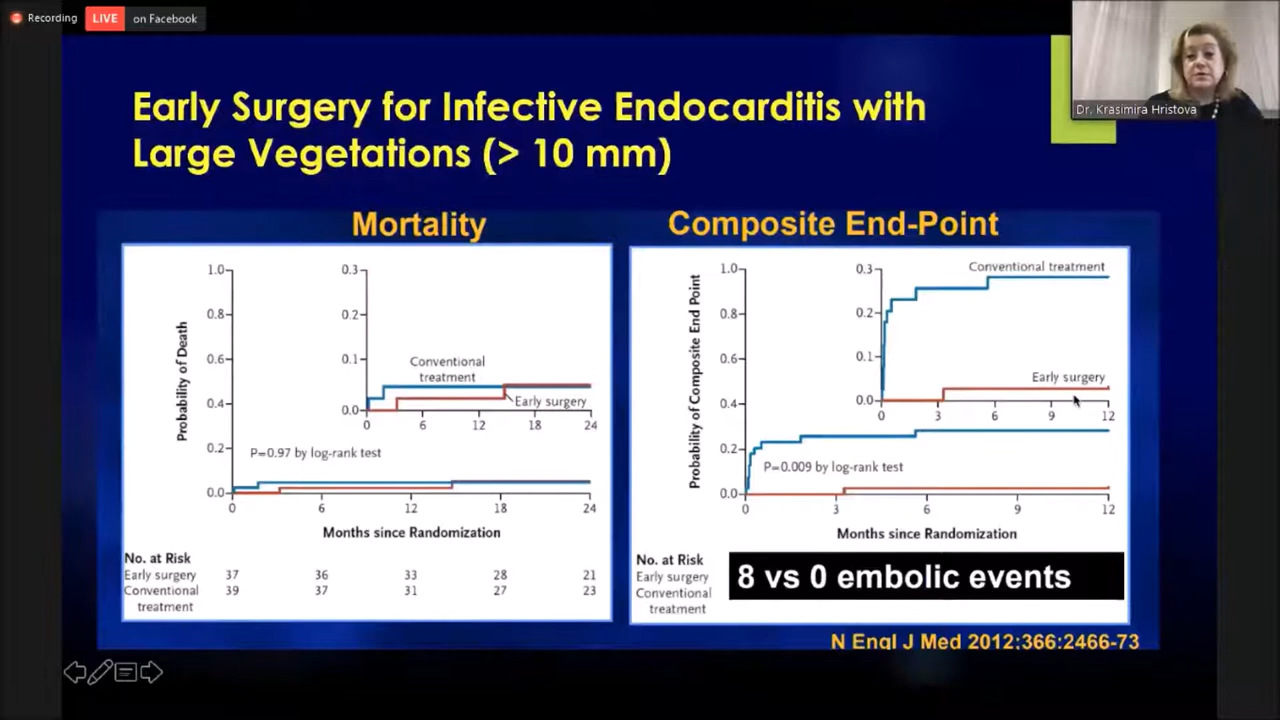 Recording
LIVE on Facebook
Dr. Krasimira Hristova
Early Surgery for Infective Endocarditis with
Large Vegetations (> 10 mm)
Mortality
Probability of Death
1.0
0.8
0.6
0.4
0.2
0.0
0.3
0.2
0.1
0.0
Conventional
treatment
Early surgery
0 6 12 18 24
P=0.97 by log-rank test
0 6 12 18 24
Months since Randomization
No. at Risk
Early surgery 37 36 33 28 21
Conventional 39 37 31 27 23
treatment
Composite End-Point
Probability of Composite End Point
1.0
0.8
0.6
0.4
0.2
0.0
0.3
0.2
0.1
0.0
Conventional treatment
Early surgery
0 3 6 9 12
P=0.009 by log-rank test
0 3 6 9 12
Months since Randomization
No. at Risk
Early surgery
Conventional
treatment
8 vs 0 embolic events
N Engl J Med 2012;366:2466-73